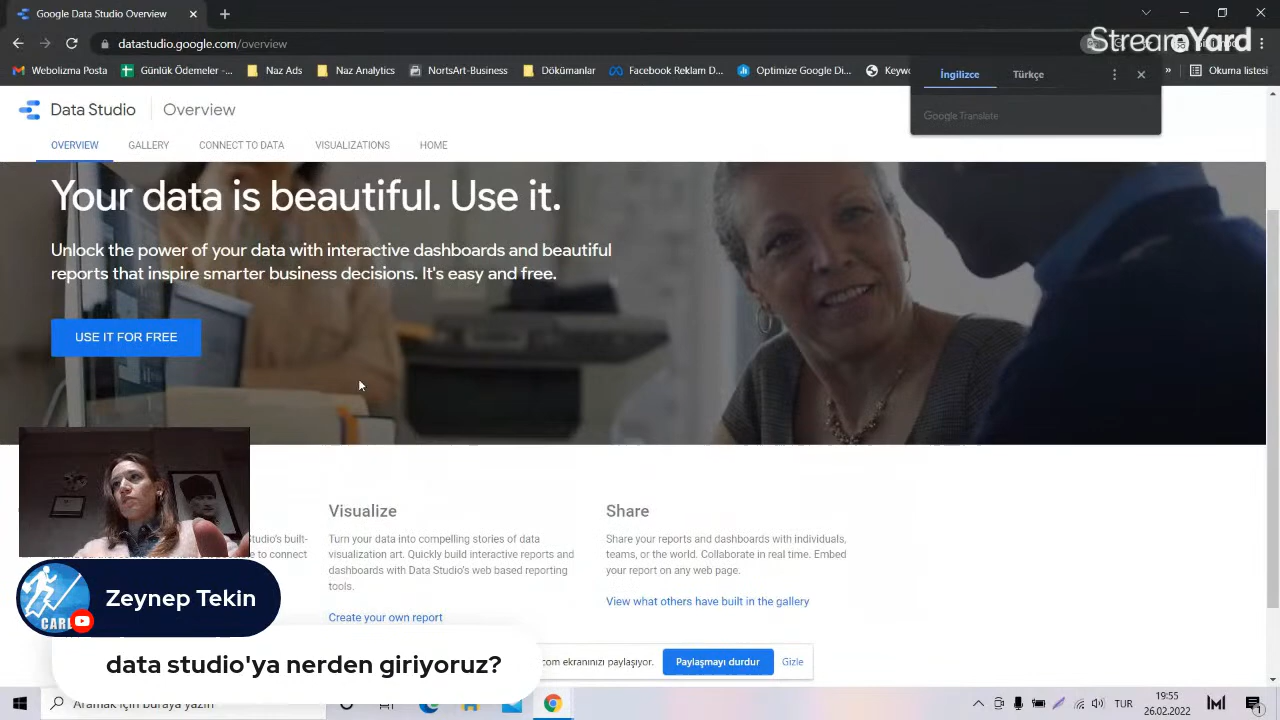 Google Data Studio
datastudio.google.com/overview
StreamYard
Webolizma Post
Günlük Ödemeler -...
Naz Ads
Naz Analytics
NortsArt-Business
Dokümanlar
Facebook Reklam D...
Optimize Google Di...
Keywo
»
Okuma listesi
İngilizce
Türkçe
Google Translate
Data Studio
Overview
OVERVIEW
GALLERY
CONNECT TO DATA
VISUALIZATIONS
HOME
Your data is beautiful. Use it.
Unlock the power of your data with interactive dashboards and beautiful
reports that inspire smarter business decisions. It's easy and free.
USE IT FOR FREE
tudio's built-
to connect
Visualize
Turn your data into compelling stories of data
visualization art. Quickly build interactive reports and
dashboards with Data Studio's web based reporting
tools.
Create your own report
Share
Share your reports and dashboards with individuals,
teams, or the world. Collaborate in real time. Embed
your report on any web page.
View what others have built in the gallery
CARL
Zeynep Tekin
data studio'ya nerden giriyoruz?
com ekranınızı paylaşıyor.
Paylaşmayı durdur
Gizle
Aramak için buraya yazın
TUR
19:55
26.02.2022
1